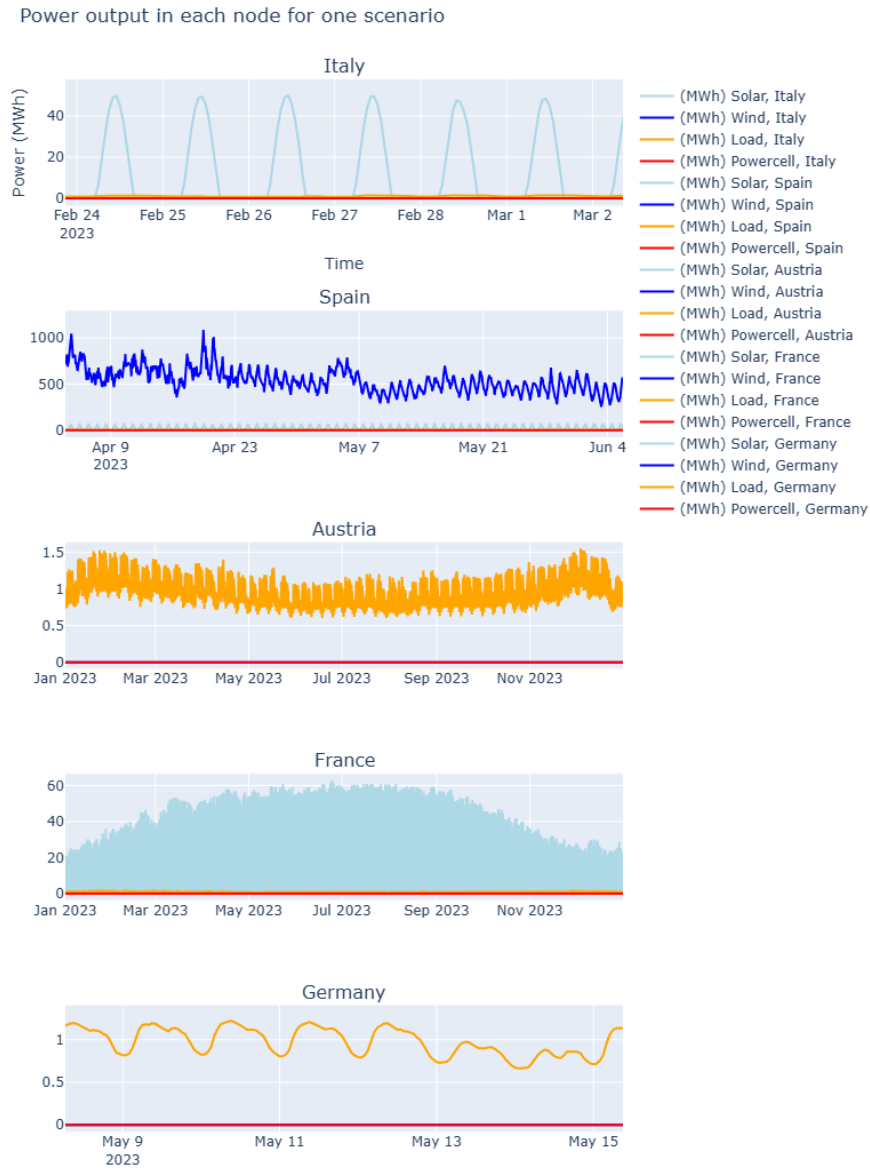 Power output in each node for one scenario
Italy
Power (MWh)
40
20
0
Feb 24
2023
Feb 25
Feb 26
Feb 27
Feb 28
Mar 1
Mar 2
Time
(MWh) Solar, Italy
(MWh) Wind, Italy
(MWh) Load, Italy
(MWh) Powercell, Italy
(MWh) Solar, Spain
(MWh) Wind, Spain
(MWh) Load, Spain
(MWh) Powercell, Spain
(MWh) Solar, Austria
(MWh) Wind, Austria
(MWh) Load, Austria
(MWh) Powercell, Austria
(MWh) Solar, France
(MWh) Wind, France
(MWh) Load, France
(MWh) Powercell, France
(MWh) Solar, Germany
(MWh) Wind, Germany
(MWh) Load, Germany
(MWh) Powercell, Germany
Spain
1000
500
0
Apr 9
2023
Apr 23
May 7
May 21
Jun 4
Austria
1.5
1
0.5
0
Jan 2023
Mar 2023
May 2023
Jul 2023
Sep 2023
Nov 2023
France
60
40
20
0
Jan 2023
Mar 2023
May 2023
Jul 2023
Sep 2023
Nov 2023
Germany
1
0.5
0
May 9
2023
May 11
May 13
May 15